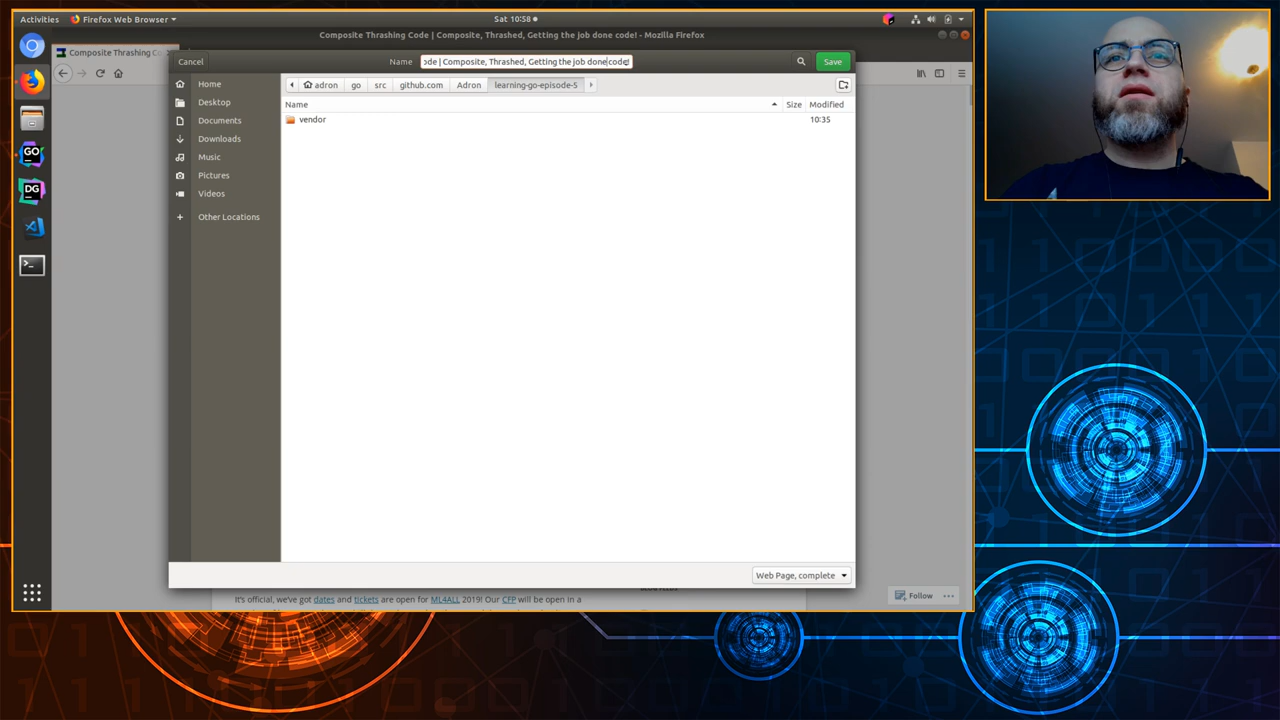 Activities Firefox Web Browser Sat 10:58
Composite Thrashing Code | Composite, Thrashed, Getting the job done code! - Mozilla Firefox
Composite Thrashing Co
Cancel Name de | Composite, Thrashed, Getting the job done code! Save
adron go src github.com Adron learning-go-episode-5
Name Size Modified
vendor 10:35
Home
Desktop
Documents
Downloads
Music
Pictures
Videos
Other Locations
GO
DG
Web Page, complete
It's official, we've got dates and tickets are open for ML4ALL 2019! Our CFP will be open in a
Follow